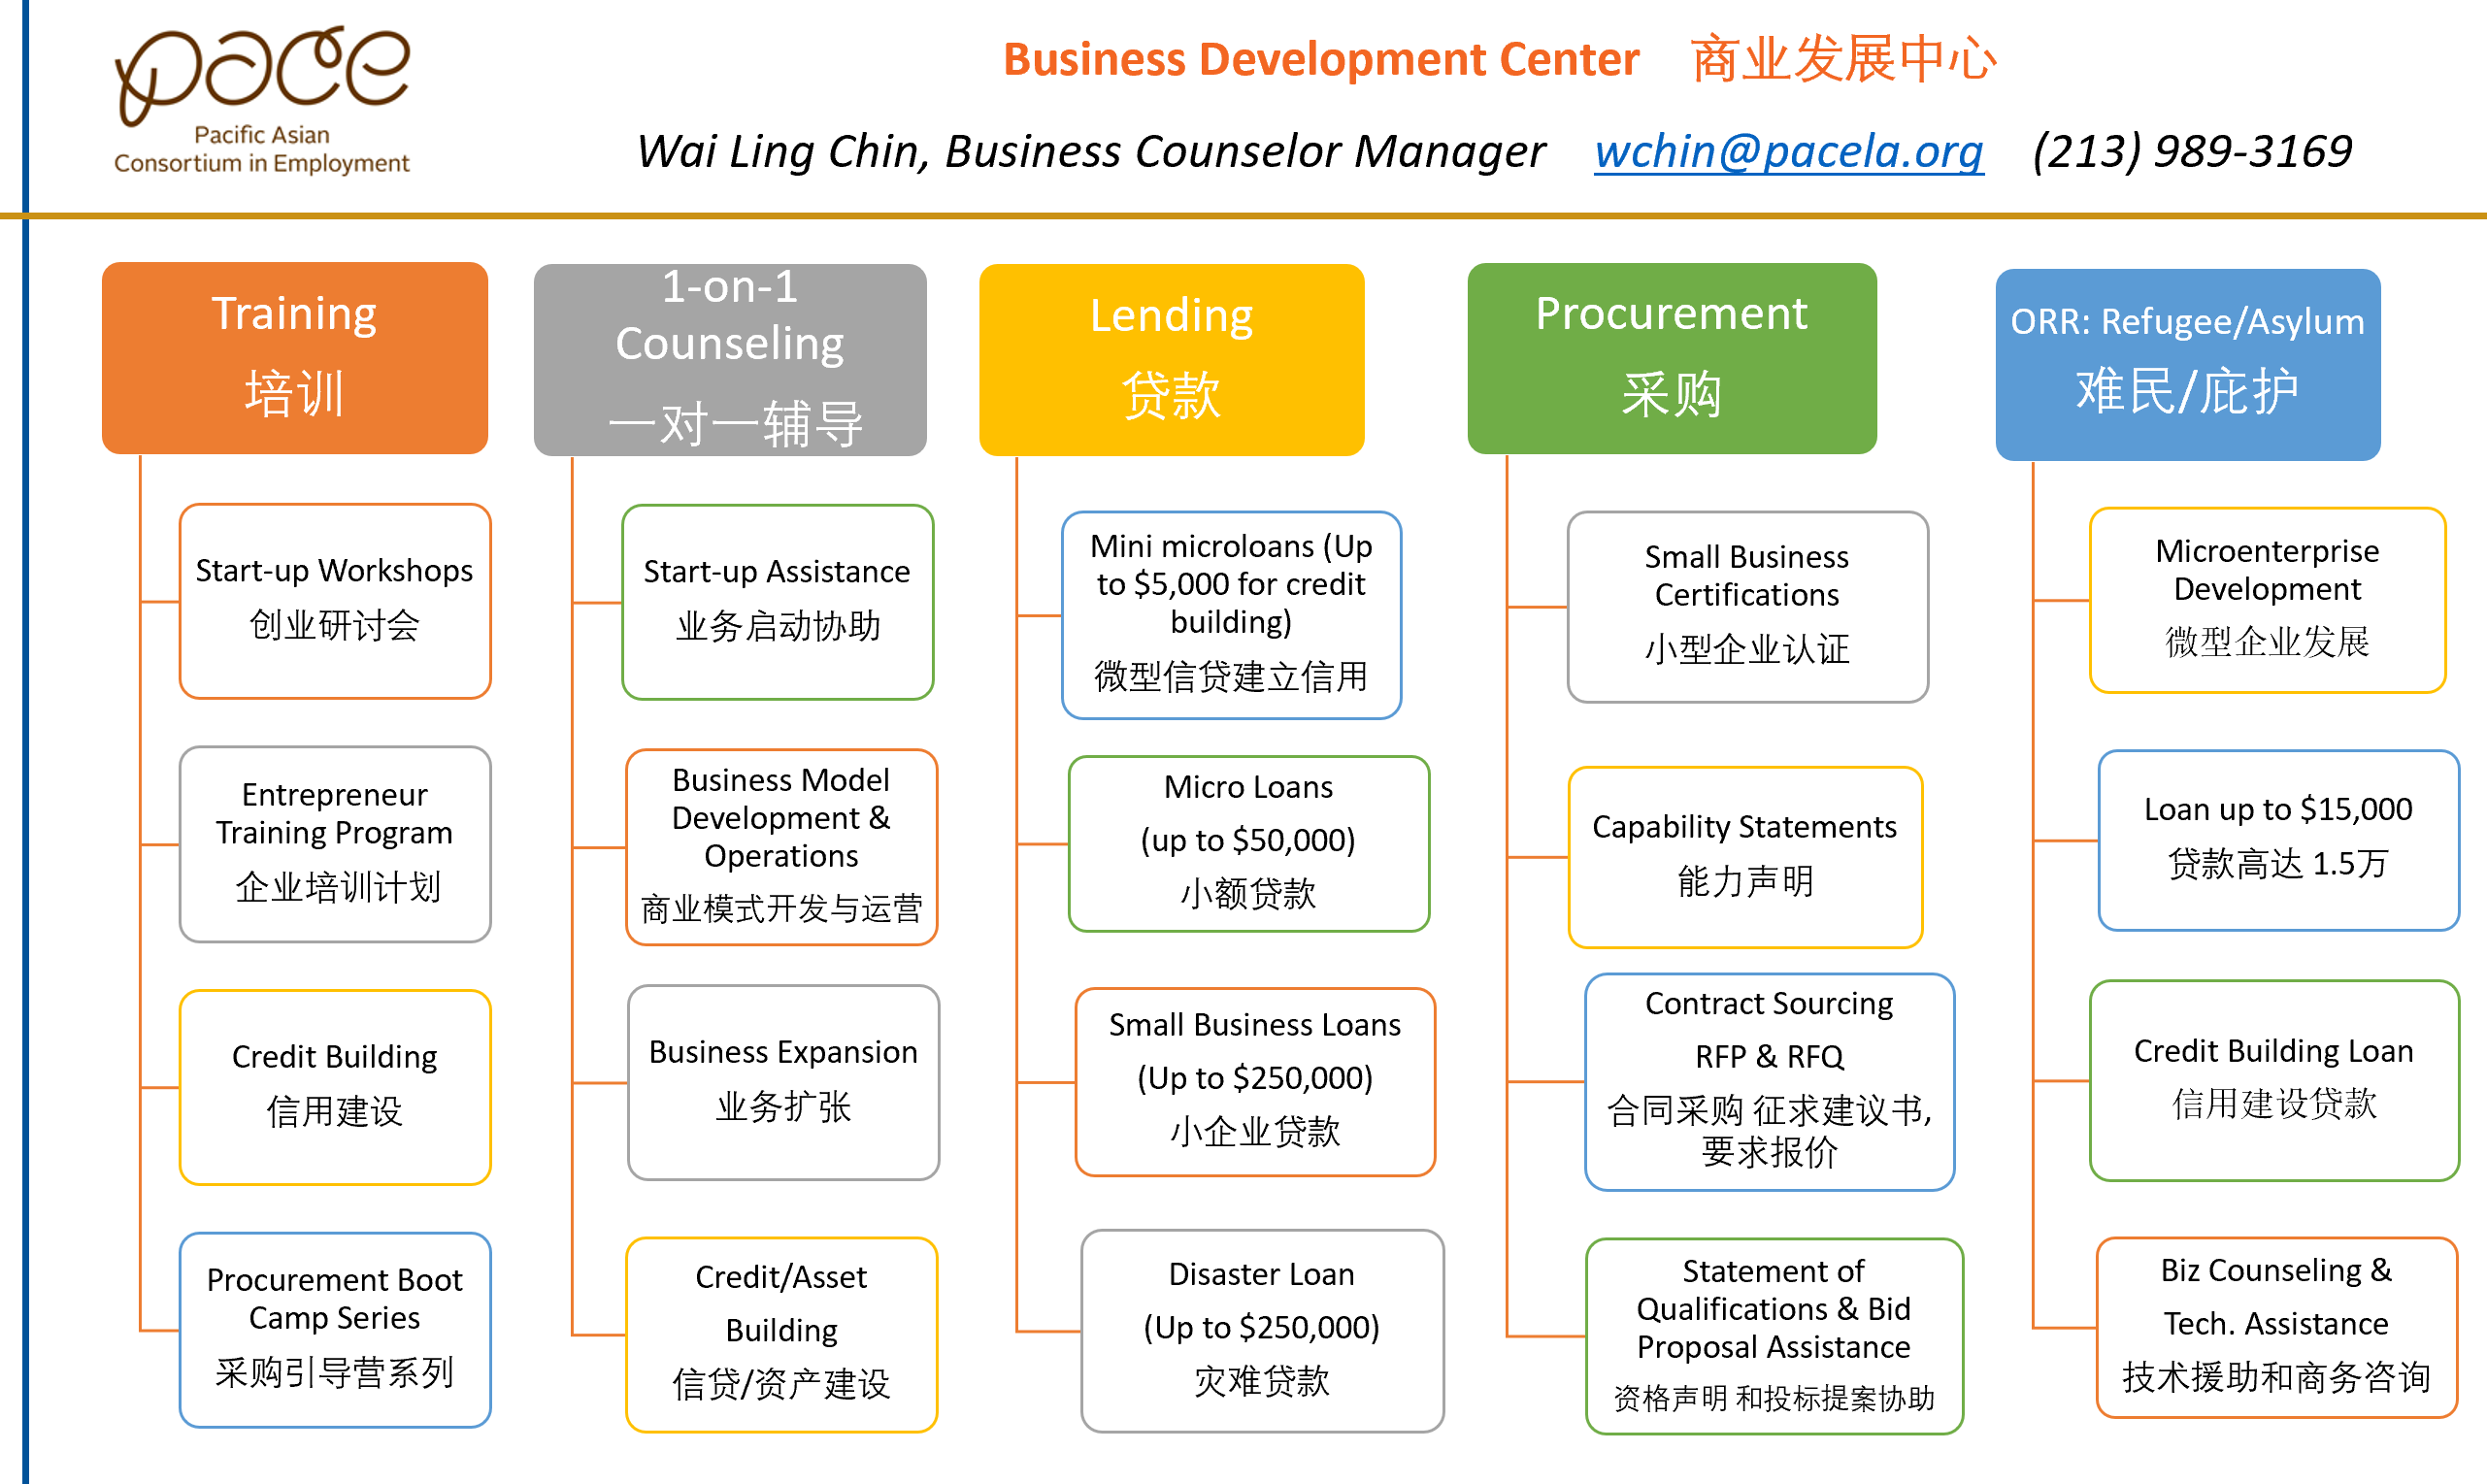 pace
Pacific Asian
Consortium in Employment
Business Development Center 商业发展中心
Wai Ling Chin, Business Counselor Manager wchin@pacela.org (213) 989-3169
Training
培训
Start-up Workshops
创业研讨会
Entrepreneur
Training Program
企业培训计划
Credit Building
信用建设
Procurement Boot
Camp Series
采购引导营系列
1-on-1
Counseling
一对一辅导
Start-up Assistance
业务启动协助
Business Model
Development &
Operations
商业模式开发与运营
Business Expansion
业务扩张
Credit/Asset
Building
信贷/资产建设
Lending
贷款
Mini microloans (Up
to $5,000 for credit
building)
微型信贷建立信用
Micro Loans
(up to $50,000)
小额贷款
Small Business Loans
(Up to $250,000)
小企业贷款
Disaster Loan
(Up to $250,000)
灾难贷款
Procurement
采购
Small Business
Certifications
小型企业认证
Capability Statements
能力声明
Contract Sourcing
RFP & RFQ
合同采购 征求建议书,
要求报价
Statement of
Qualifications & Bid
Proposal Assistance
资格声明 和投标提案协助
ORR: Refugee/Asylum
难民/庇护
Microenterprise
Development
微型企业发展
Loan up to $15,000
贷款高达 1.5万
Credit Building Loan
信用建设贷款
Biz Counseling &
Tech. Assistance
技术援助和商务咨询